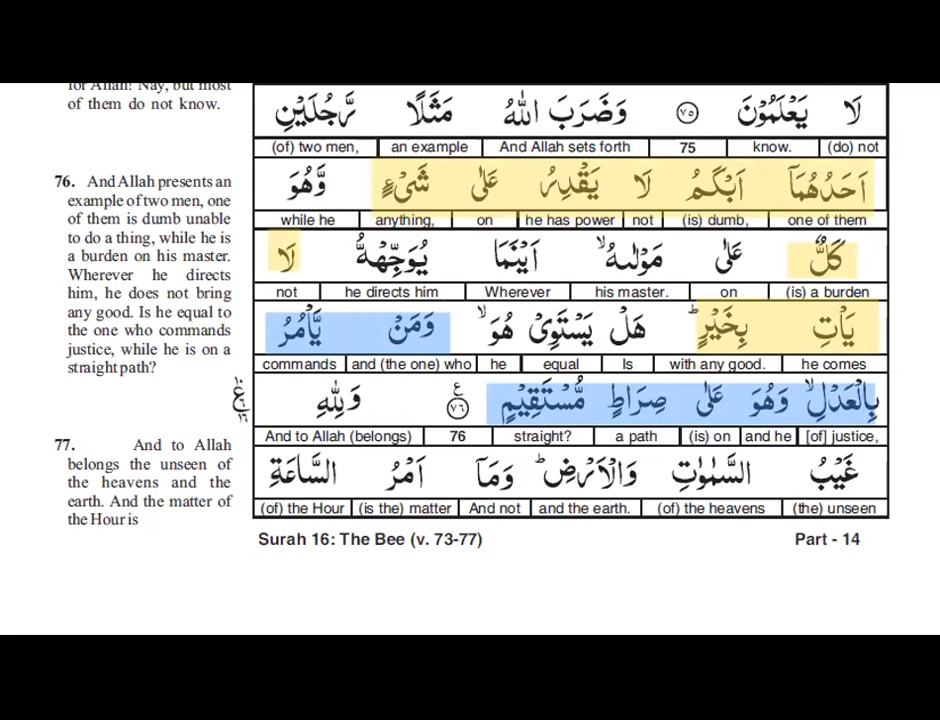 for Allah! Nay, but most
of them do not know.
76. And Allah presents an
example of two men, one
of them is dumb unable
to do a thing, while he is
a burden on his master.
Wherever he directs
him, he does not bring
any good. Is he equal to
the one who commands
justice, while he is on a
straight path?
77. And to Allah
belongs the unseen of
the heavens and the
earth. And the matter of
the Hour is
لَا يَعْلَمُوْنَ ﴿٧٥﴾ وَضَرَبَ اللّٰهُ مَثَلًا رَّجُلَيْنِ
(of) two men, an example And Allah sets forth 75 know. (do) not
اَحَدُهُمَاۤ اَبْكَمُ لَا يَقْدِرُ عَلٰى شَيْءٍ وَّهُوَ
while he anything, on he has power not (is) dumb, one of them
كَلٌّ عَلٰى مَوْلٰىهُ ۙ اَيْنَمَا يُوَجِّهْهُّ لَا
not he directs him Wherever his master. on (is) a burden
يَاْتِ بِخَيْرٍ ؕ هَلْ يَسْتَوِيْ هُوَ ۙ وَمَنْ يَّاْمُرُ
commands and (the one) who he equal Is with any good. he comes
بِالْعَدْلِ ۙ وَهُوَ عَلٰى صِرَاطٍ مُّسْتَقِيْمٍ ﴿٧٦﴾ ع وَلِلّٰهِ
And to Allah (belongs) 76 straight? a path (is) on and he [of] justice,
غَيْبُ السَّمٰوٰتِ وَالْاَرْضِ ؕ وَمَاۤ اَمْرُ السَّاعَةِ
(of) the Hour (is the) matter And not and the earth. (of) the heavens (the) unseen
Surah 16: The Bee (v. 73-77) Part - 14